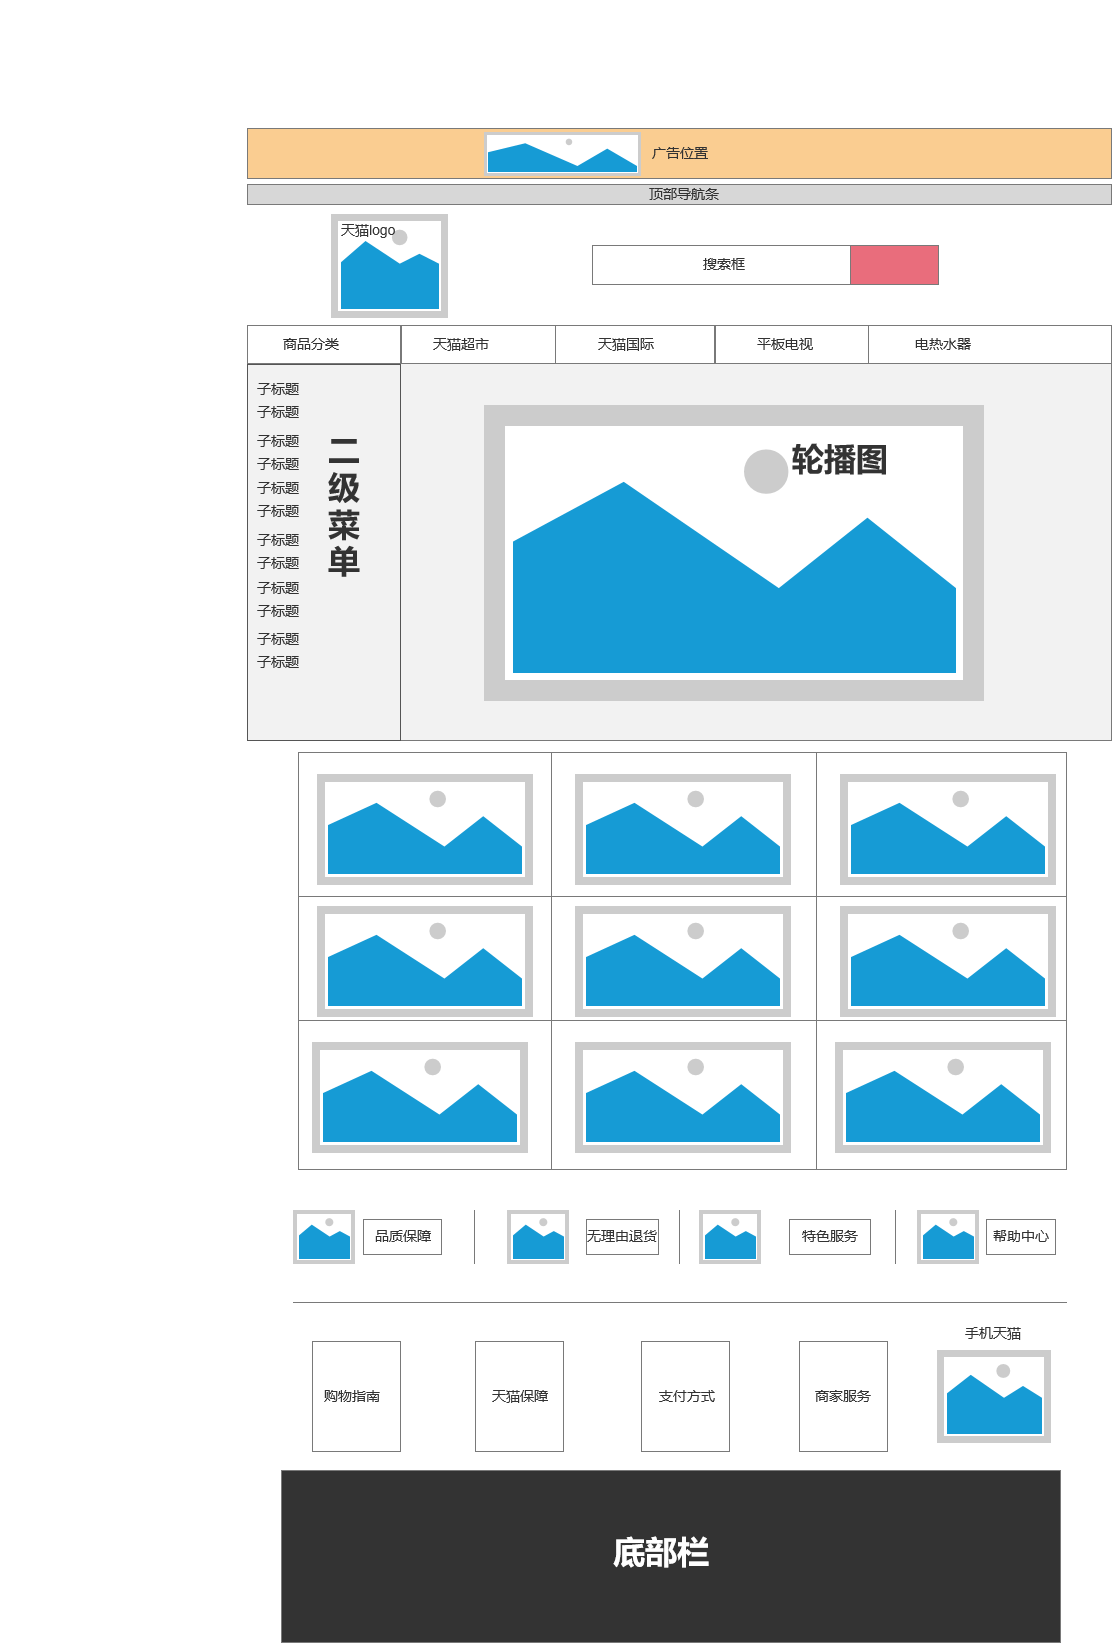 广告位置
顶部导航条
天猫logo
搜索框
商品分类
天猫超市
天猫国际
平板电视
电热水器
子标题
子标题
子标题
子标题
子标题
子标题
子标题
子标题
子标题
子标题
子标题
子标题
二级菜单
轮播图
品质保障
无理由退货
特色服务
帮助中心
手机天猫
购物指南
天猫保障
支付方式
商家服务
底部栏